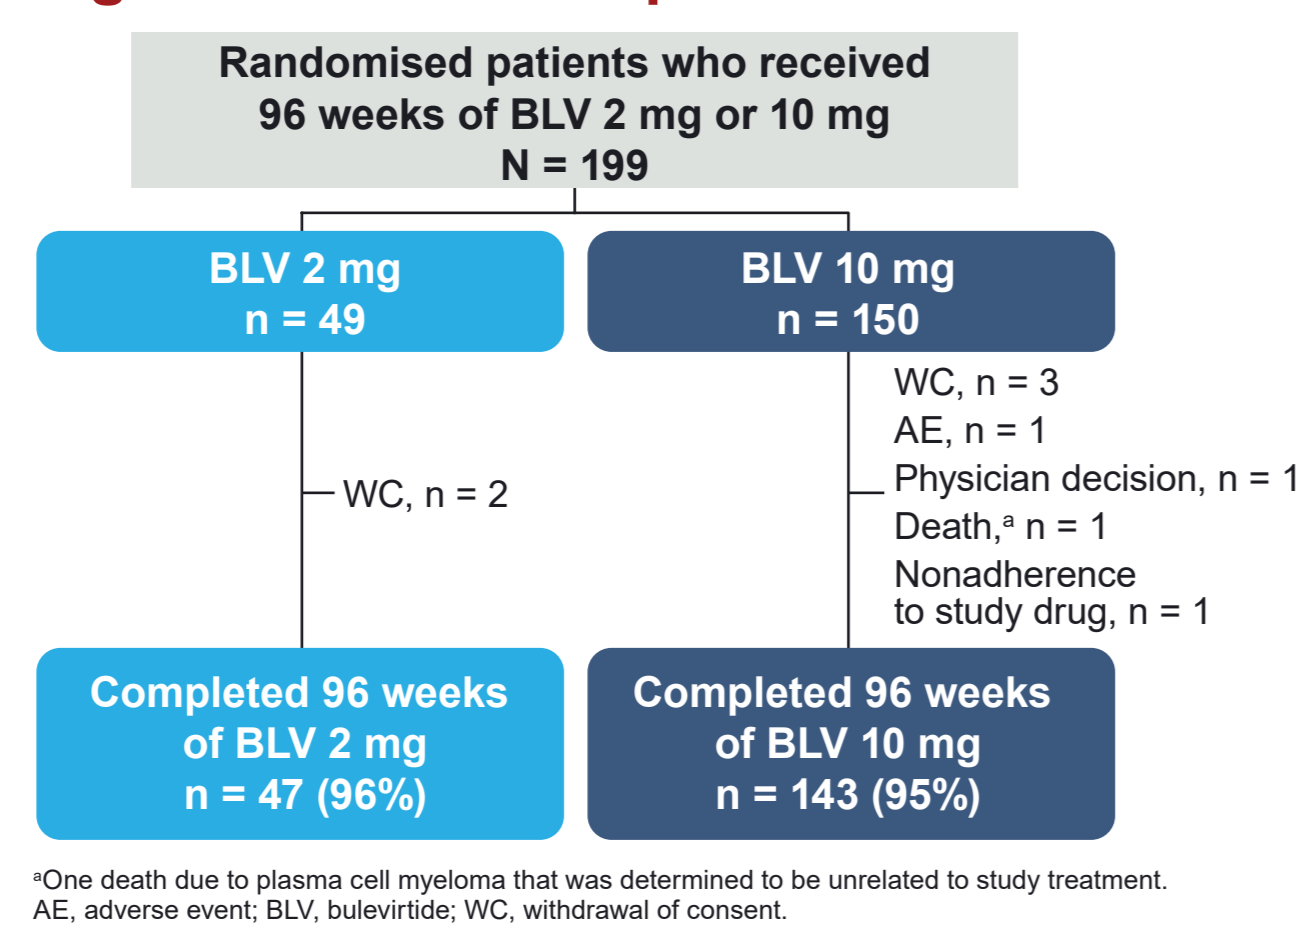 Randomised patients who received
96 weeks of BLV 2 mg or 10 mg
N = 199
BLV 2 mg
n = 49
BLV 10 mg
n = 150
WC, n = 2
WC, n = 3
AE, n = 1
Physician decision, n = 1
Death,ᵃ n = 1
Nonadherence
to study drug, n = 1
Completed 96 weeks
of BLV 2 mg
n = 47 (96%)
Completed 96 weeks
of BLV 10 mg
n = 143 (95%)
ᵃOne death due to plasma cell myeloma that was determined to be unrelated to study treatment.
AE, adverse event; BLV, bulevirtide; WC, withdrawal of consent.